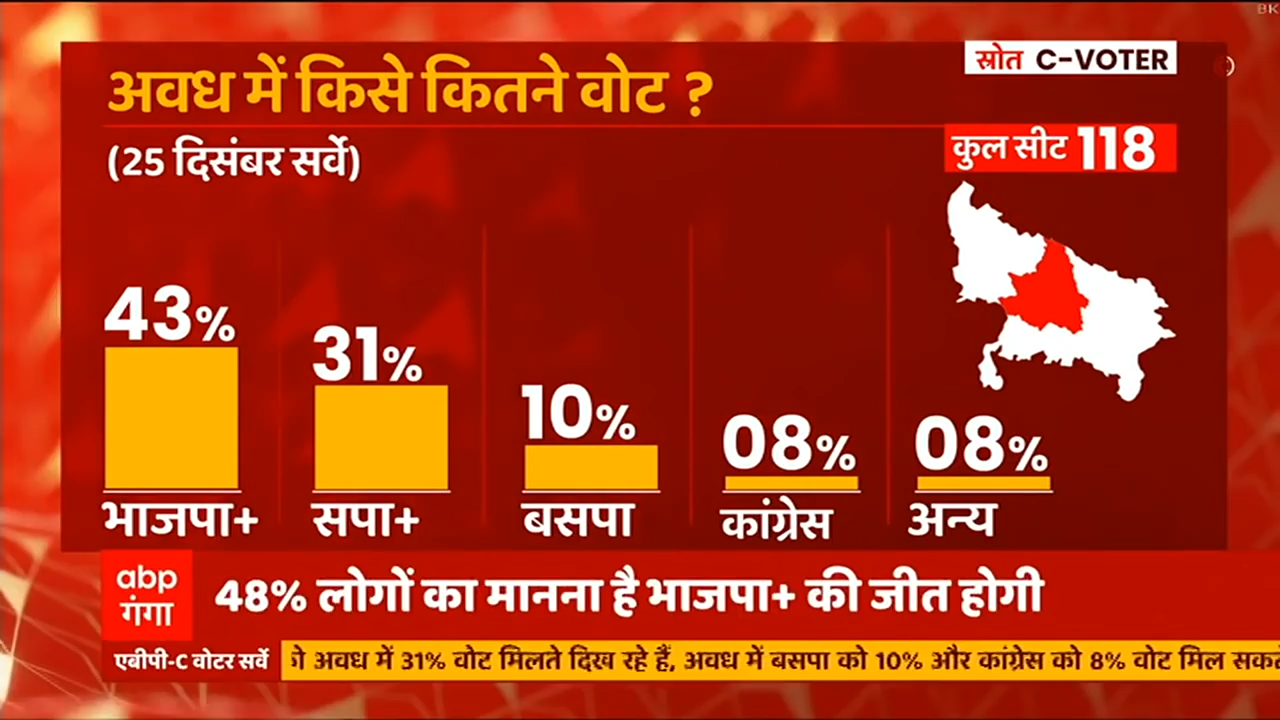 BK
स्रोत C-VOTER
अवध में किसे कितने वोट ?
(25 दिसंबर सर्वे)
कुल सीट 118
43%
31%
10%
08%
08%
भाजपा+
सपा+
बसपा
कांग्रेस
अन्य
abp
गंगा
48% लोगों का मानना है भाजपा+ की जीत होगी
एबीपी-C वोटर सर्वे
अवध में 31% वोट मिलते दिख रहे हैं, अवध में बसपा को 10% और कांग्रेस को 8% वोट मिल